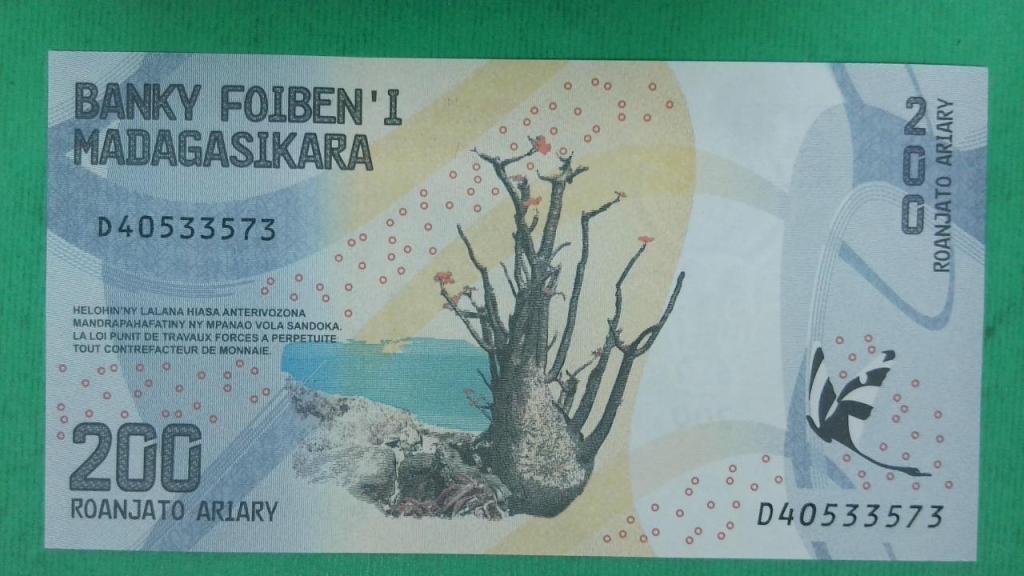 BANKY FOIBEN'I
MADAGASIKARA
D40533573
HELOHIN'NY LALANA HIASA ANTERIVOZONA
MANDRAPAHAFATINY NY MPANAO VOLA SANDOKA.
LA LOI PUNIT DE TRAVAUX FORCES A PERPETUITE
TOUT CONTREFACTEUR DE MONNAIE.
200
ROANJATO ARIARY
200
ROANJATO ARIARY
D40533573